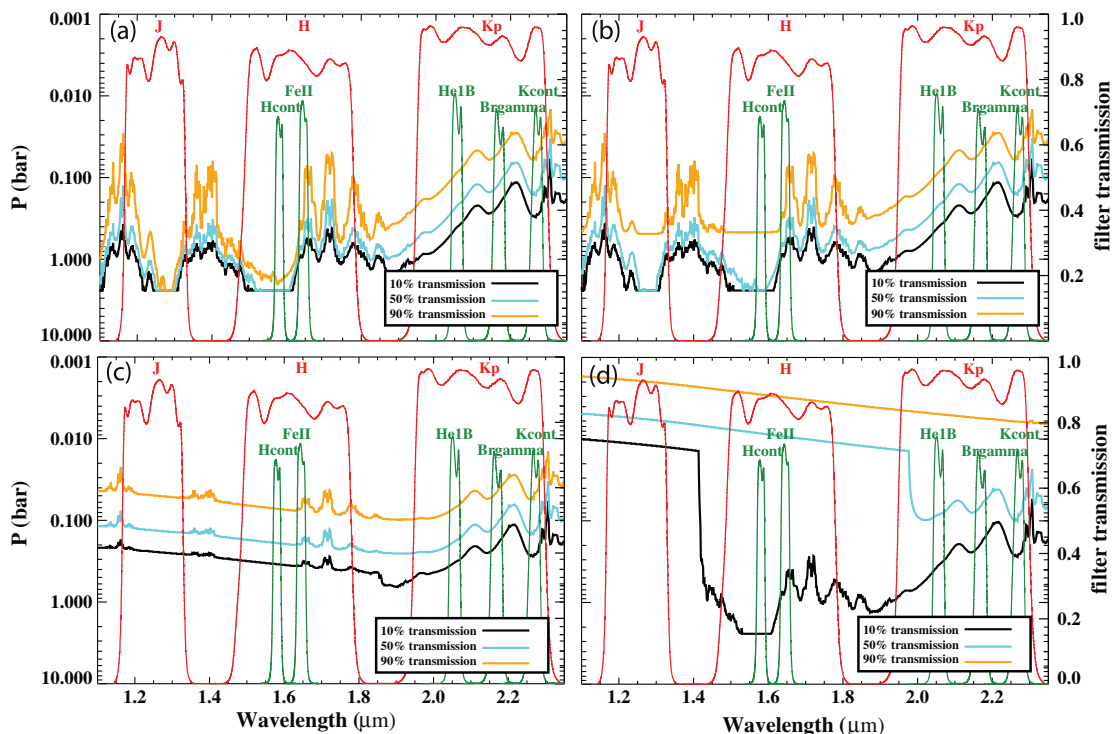 (a)
J
H
Kp
Hcont
FeII
He1B
Brgamma
Kcont
0.001
0.010
0.100
1.000
10.000
P (bar)
10% transmission
50% transmission
90% transmission
(b)
J
H
Kp
Hcont
FeII
He1B
Brgamma
Kcont
1.0
0.8
0.6
0.4
0.2
filter transmission
10% transmission
50% transmission
90% transmission
(c)
J
H
Kp
Hcont
FeII
He1B
Brgamma
Kcont
0.001
0.010
0.100
1.000
10.000
P (bar)
10% transmission
50% transmission
90% transmission
1.2
1.4
1.6
1.8
2.0
2.2
Wavelength (μm)
(d)
J
H
Kp
Hcont
FeII
He1B
Brgamma
Kcont
1.0
0.8
0.6
0.4
0.2
0.0
filter transmission
10% transmission
50% transmission
90% transmission
1.2
1.4
1.6
1.8
2.0
2.2
Wavelength (μm)